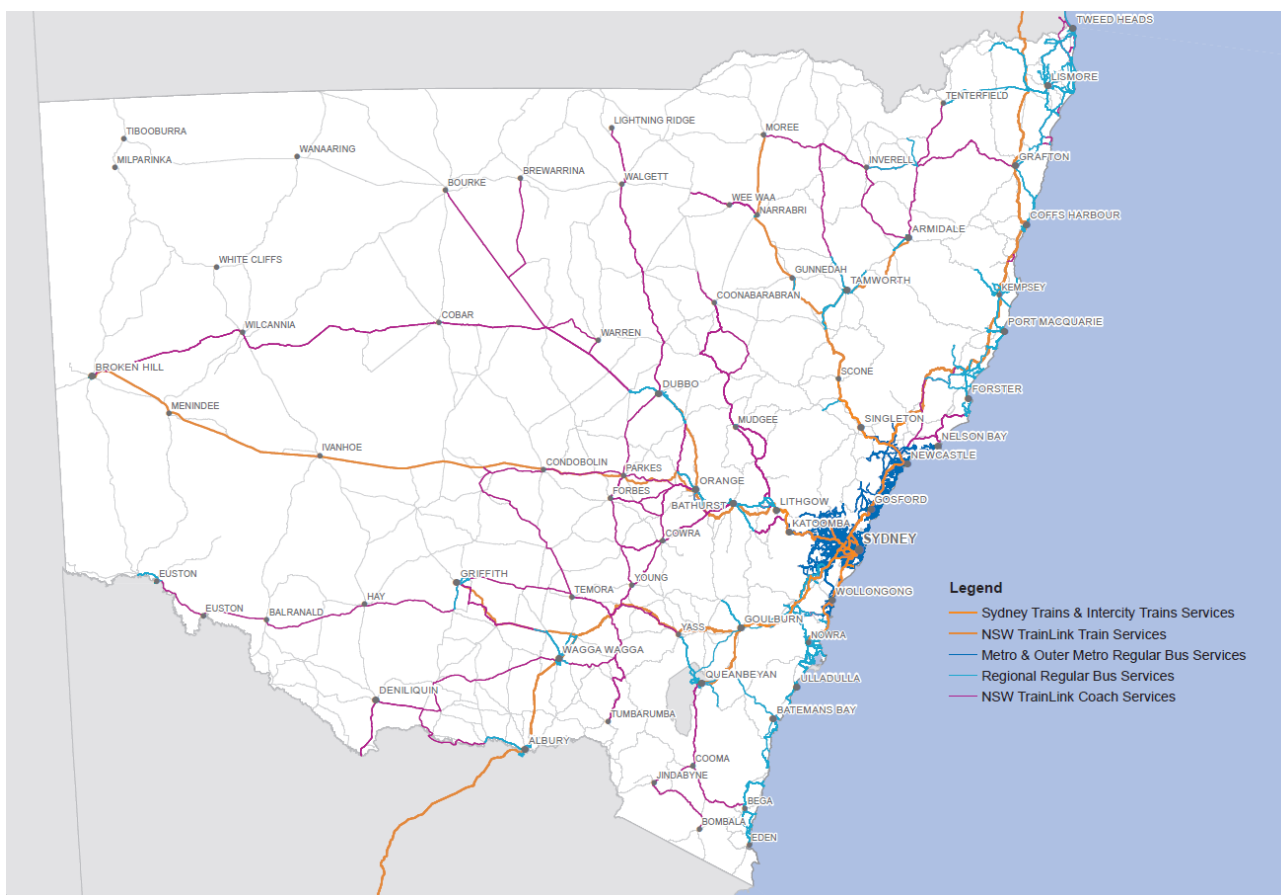 TWEED HEADS
LISMORE
TENTERFIELD
LIGHTNING RIDGE
MOREE
TIBOOBURRA
WANAARING
MILPARINKA
INVERELL
GRAFTON
BREWARRINA
BOURKE
WALGETT
WEE WAA
NARRABRI
COFFS HARBOUR
ARMIDALE
WHITE CLIFFS
GUNNEDAH
TAMWORTH
KEMPSEY
COONABARABRAN
WILCANNIA
COBAR
WARREN
PORT MACQUARIE
BROKEN HILL
SCONE
DUBBO
FORSTER
MENINDEE
MUDGEE
SINGLETON
NELSON BAY
IVANHOE
NEWCASTLE
CONDOBOLIN
PARKES
ORANGE
FORBES
BATHURST
LITHGOW
GOSFORD
KATOOMBA
COWRA
SYDNEY
EUSTON
GRIFFITH
YOUNG
TEMORA
WOLLONGONG
HAY
EUSTON
BALRANALD
GOULBURN
YASS
NOWRA
WAGGA WAGGA
QUEANBEYAN
ULLADULLA
DENILIQUIN
TUMBARUMBA
BATEMANS BAY
ALBURY
COOMA
JINDABYNE
BEGA
BOMBALA
EDEN
Legend
Sydney Trains & Intercity Trains Services
NSW TrainLink Train Services
Metro & Outer Metro Regular Bus Services
Regional Regular Bus Services
NSW TrainLink Coach Services